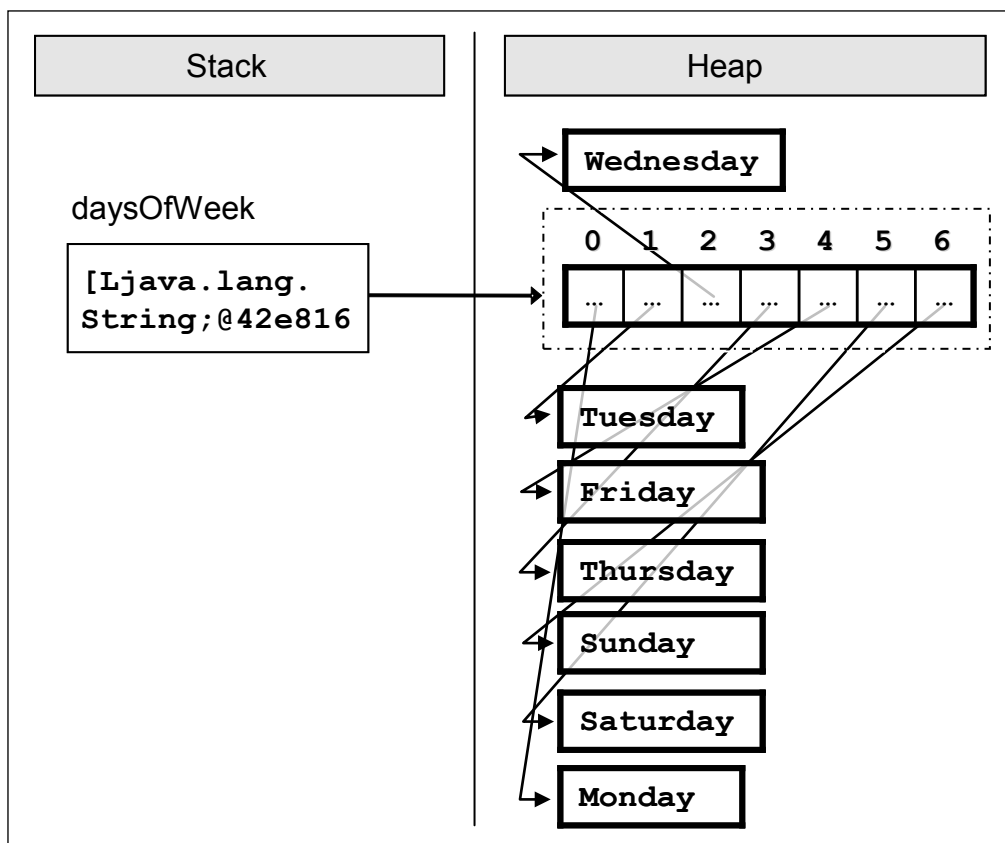 Stack
Heap
Wednesday
daysOfWeek
0 1 2 3 4 5 6
[Ljava.lang.
String;@42e816
... ... ... ... ... ... ...
Tuesday
Friday
Thursday
Sunday
Saturday
Monday